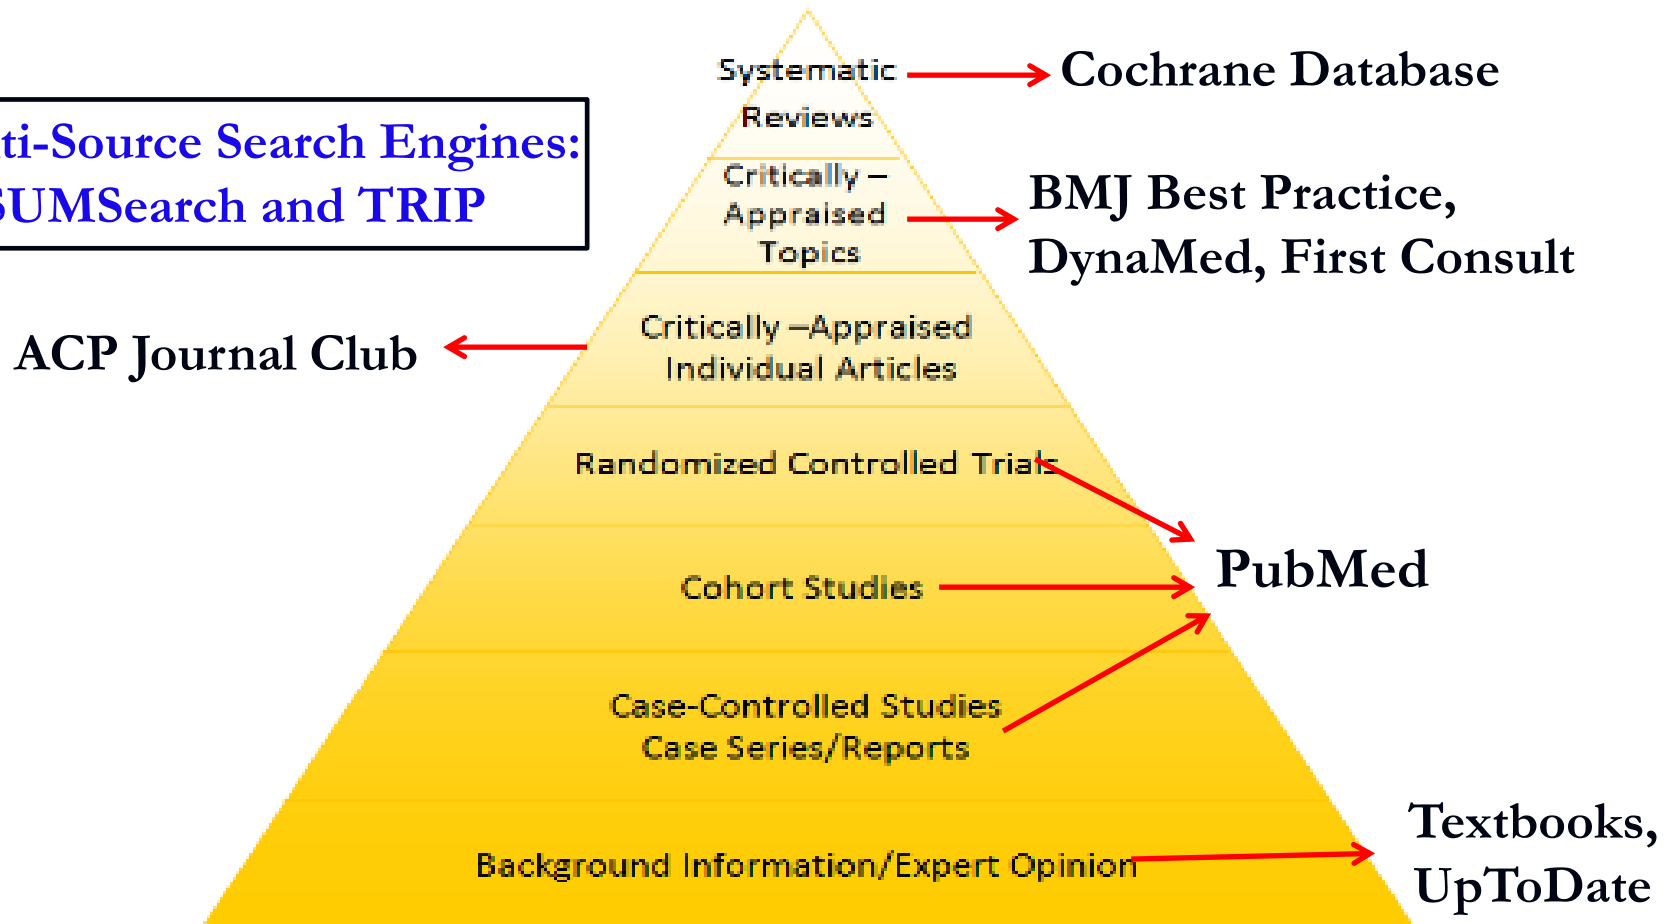 Systematic
Reviews
Cochrane Database
ti-Source Search Engines:
SUMSearch and TRIP
Critically –
Appraised
Topics
BMJ Best Practice,
DynaMed, First Consult
ACP Journal Club
Critically –Appraised
Individual Articles
Randomized Controlled Trials
Cohort Studies
PubMed
Case-Controlled Studies
Case Series/Reports
Background Information/Expert Opinion
Textbooks,
UpToDate